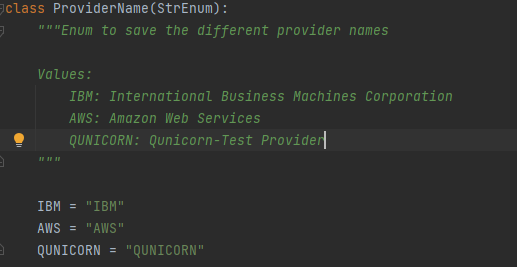 class ProviderName(StrEnum):
    """Enum to save the different provider names
    Values:
        IBM: International Business Machines Corporation
        AWS: Amazon Web Services
        QUNICORN: Qunicorn-Test Provider
    """
    IBM = "IBM"
    AWS = "AWS"
    QUNICORN = "QUNICORN"